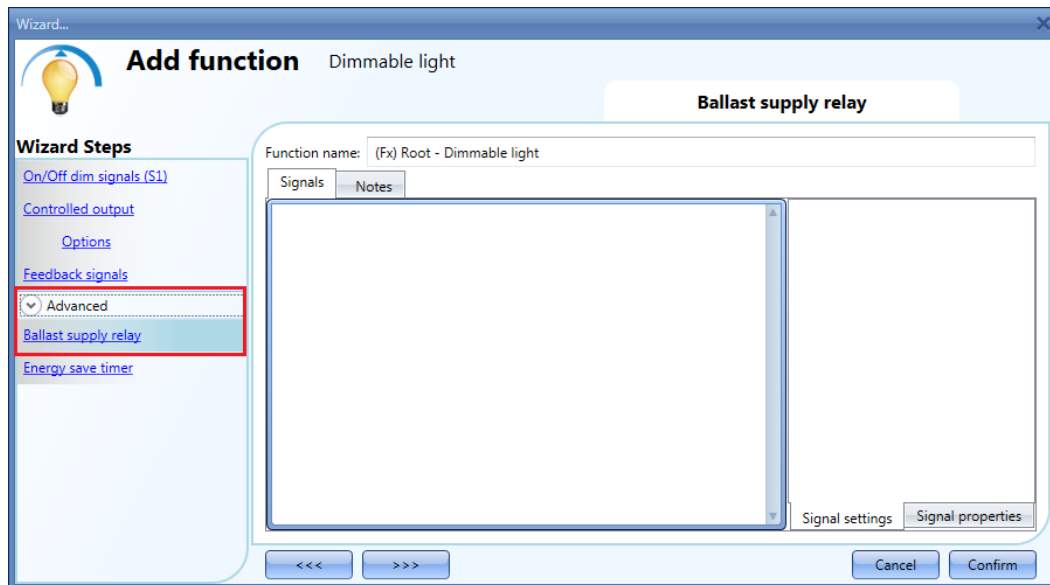 Wizard...
Add function Dimmable light
Ballast supply relay
Wizard Steps
On/Off dim signals (S1)
Controlled output
Options
Feedback signals
Advanced
Ballast supply relay
Energy save timer
Function name: (Fx) Root - Dimmable light
Signals Notes
Signal settings Signal properties
<<< >>> Cancel Confirm